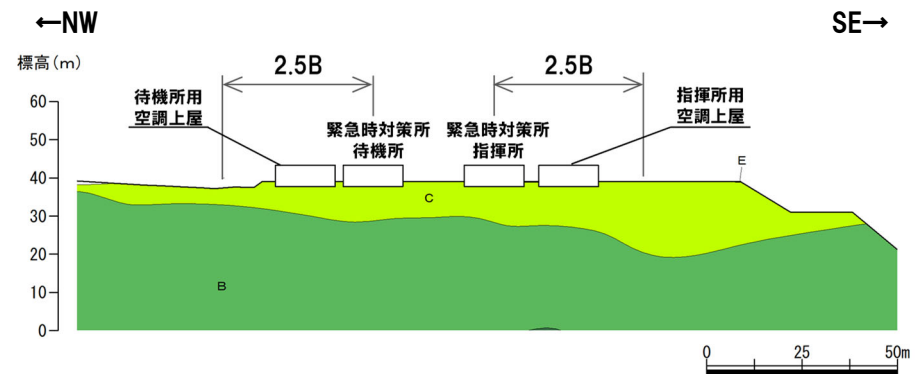 ←NW
SE→
標高(m)
2.5B
2.5B
待機所用
空調上屋
緊急時対策所
待機所
緊急時対策所
指揮所
指揮所用
空調上屋
60
50
40
30
20
10
0
E
C
B
0
25
50m